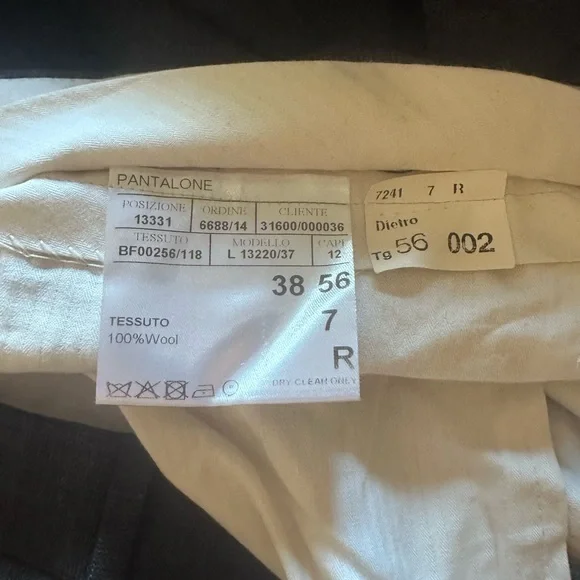 PANTALONE
POSIZIONE ORDINE CLIENTE
13331 6688/14 31600/000036
TESSUTO MODELLO CAPI
BF00256/118 L 13220/37 12
38 56
7
R
TESSUTO
100%Wool
DRY CLEAN ONLY
7241 7 R
Dietro
Tg 56 002